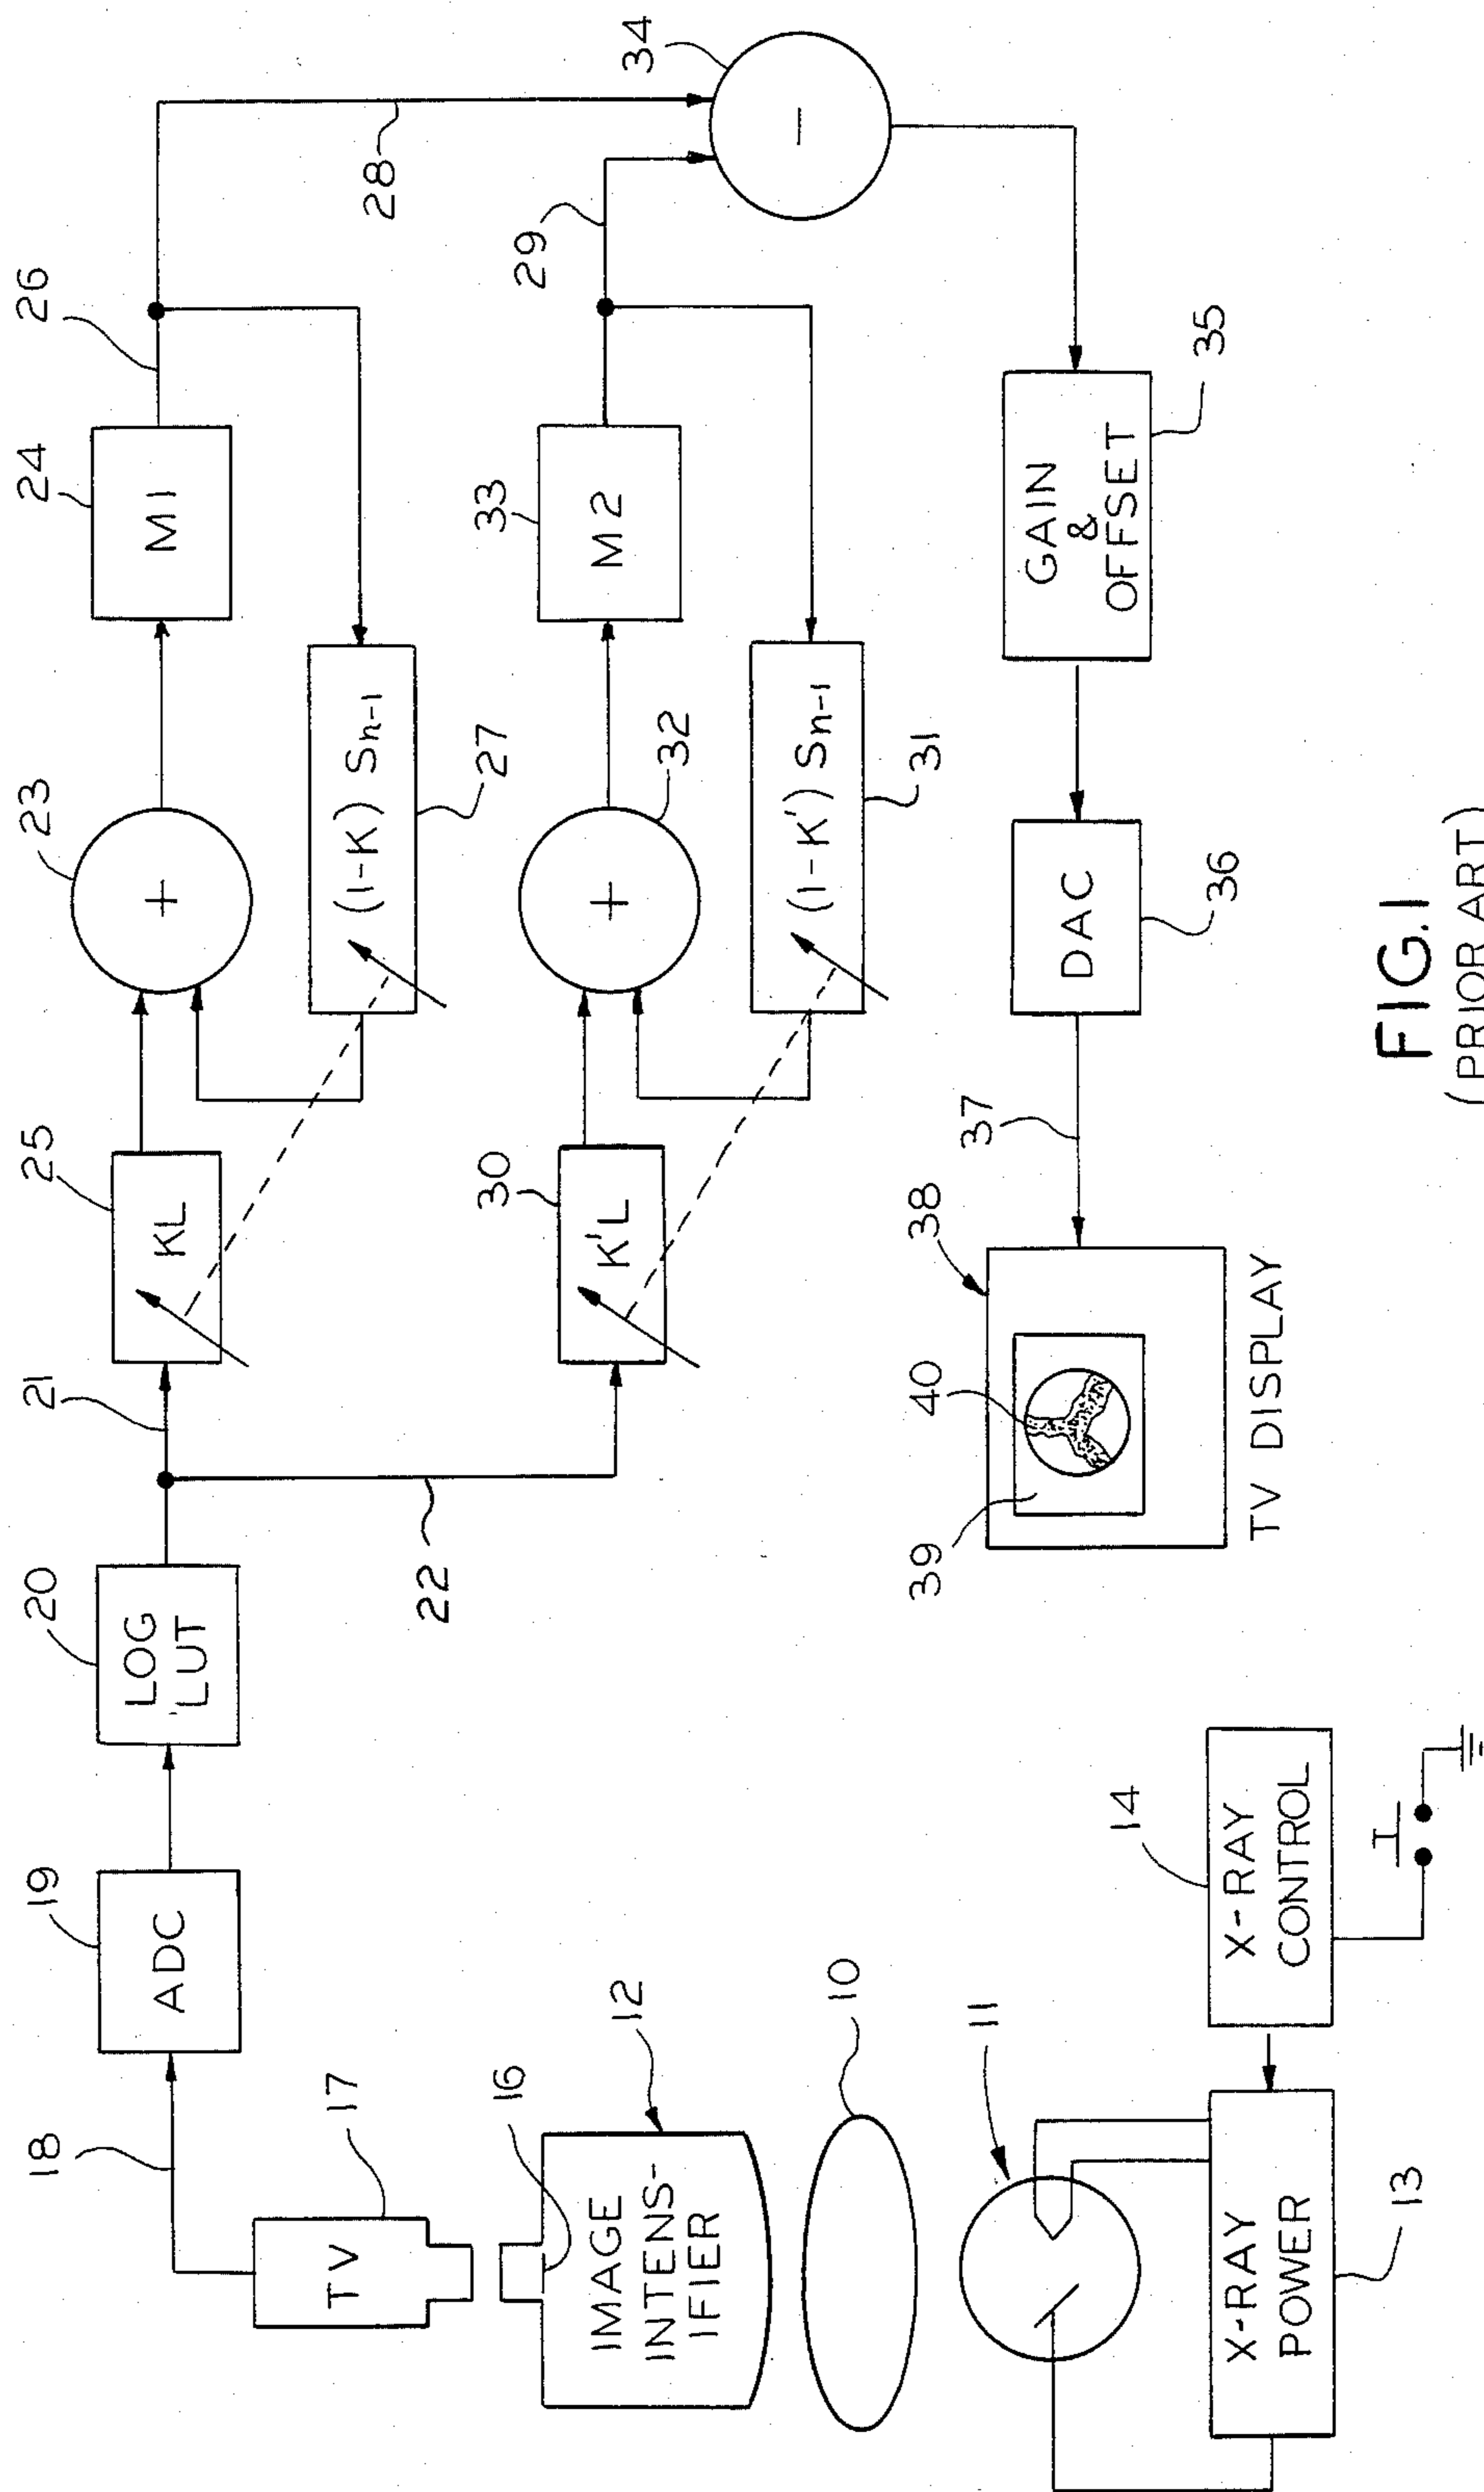 18
19
ADC
20
LOG
LUT
21
22
25
KL
23
+
24
M1
26
27
(1-K) Sn-1
28
17
TV
30
K'L
32
+
33
M2
29
31
(1-K') Sn-1
34
−
16
12
IMAGE
INTENS-
IFIER
10
11
X-RAY
POWER
13
14
X-RAY
CONTROL
38
39
40
TV DISPLAY
37
DAC
36
GAIN
&
OFFSET
35
FIG.1
(PRIOR ART)